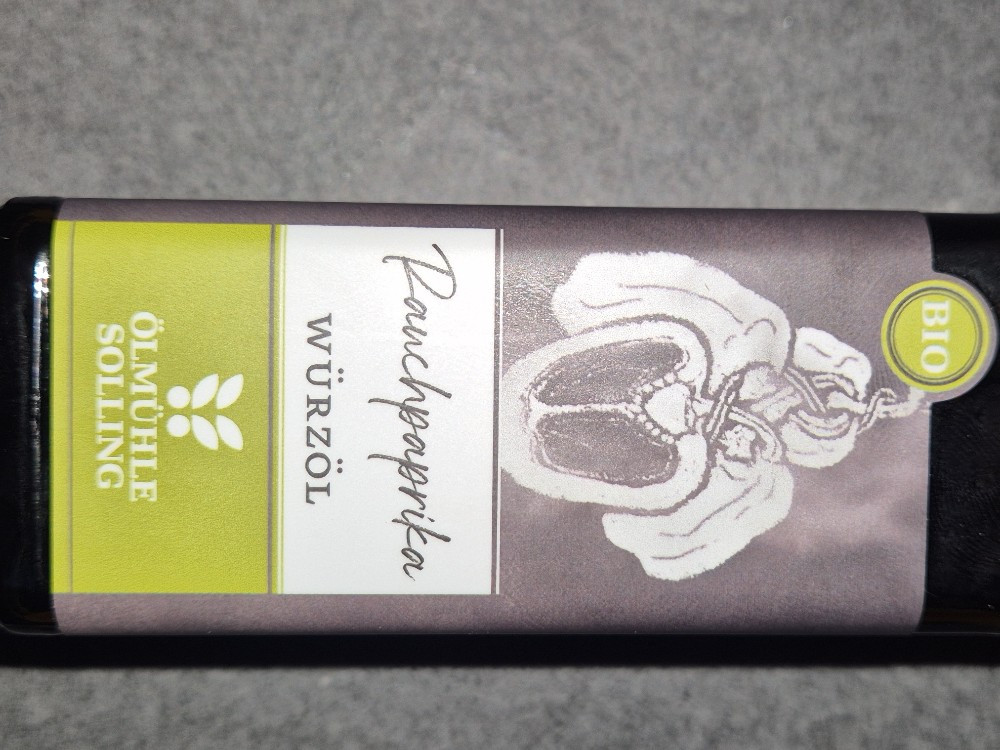 BIO
Rauchpaprika
WÜRZÖL
ÖLMÜHLE
SOLLING